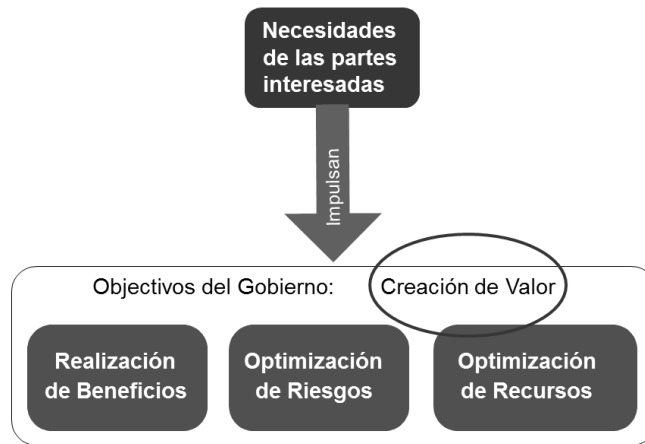 Necesidades
de las partes
interesadas
Impulsan
Objectivos del Gobierno: Creación de Valor
Realización
de Beneficios
Optimización
de Riesgos
Optimización
de Recursos